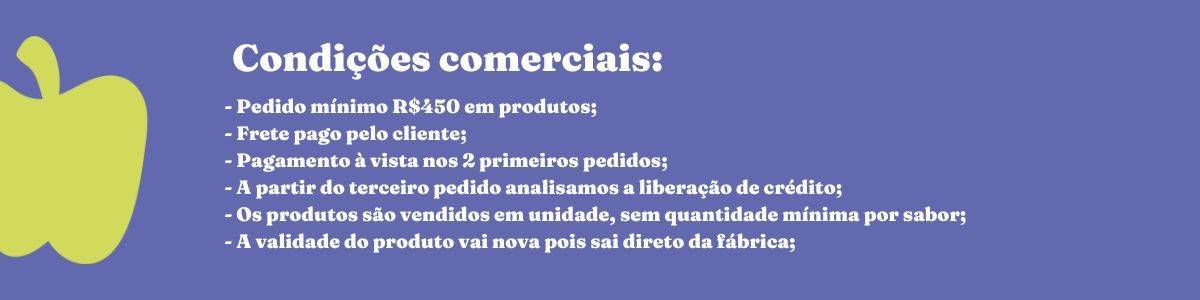 Condições comerciais:
- Pedido mínimo R$450 em produtos;
- Frete pago pelo cliente;
- Pagamento à vista nos 2 primeiros pedidos;
- A partir do terceiro pedido analisamos a liberação de crédito;
- Os produtos são vendidos em unidade, sem quantidade mínima por sabor;
- A validade do produto vai nova pois sai direto da fábrica;